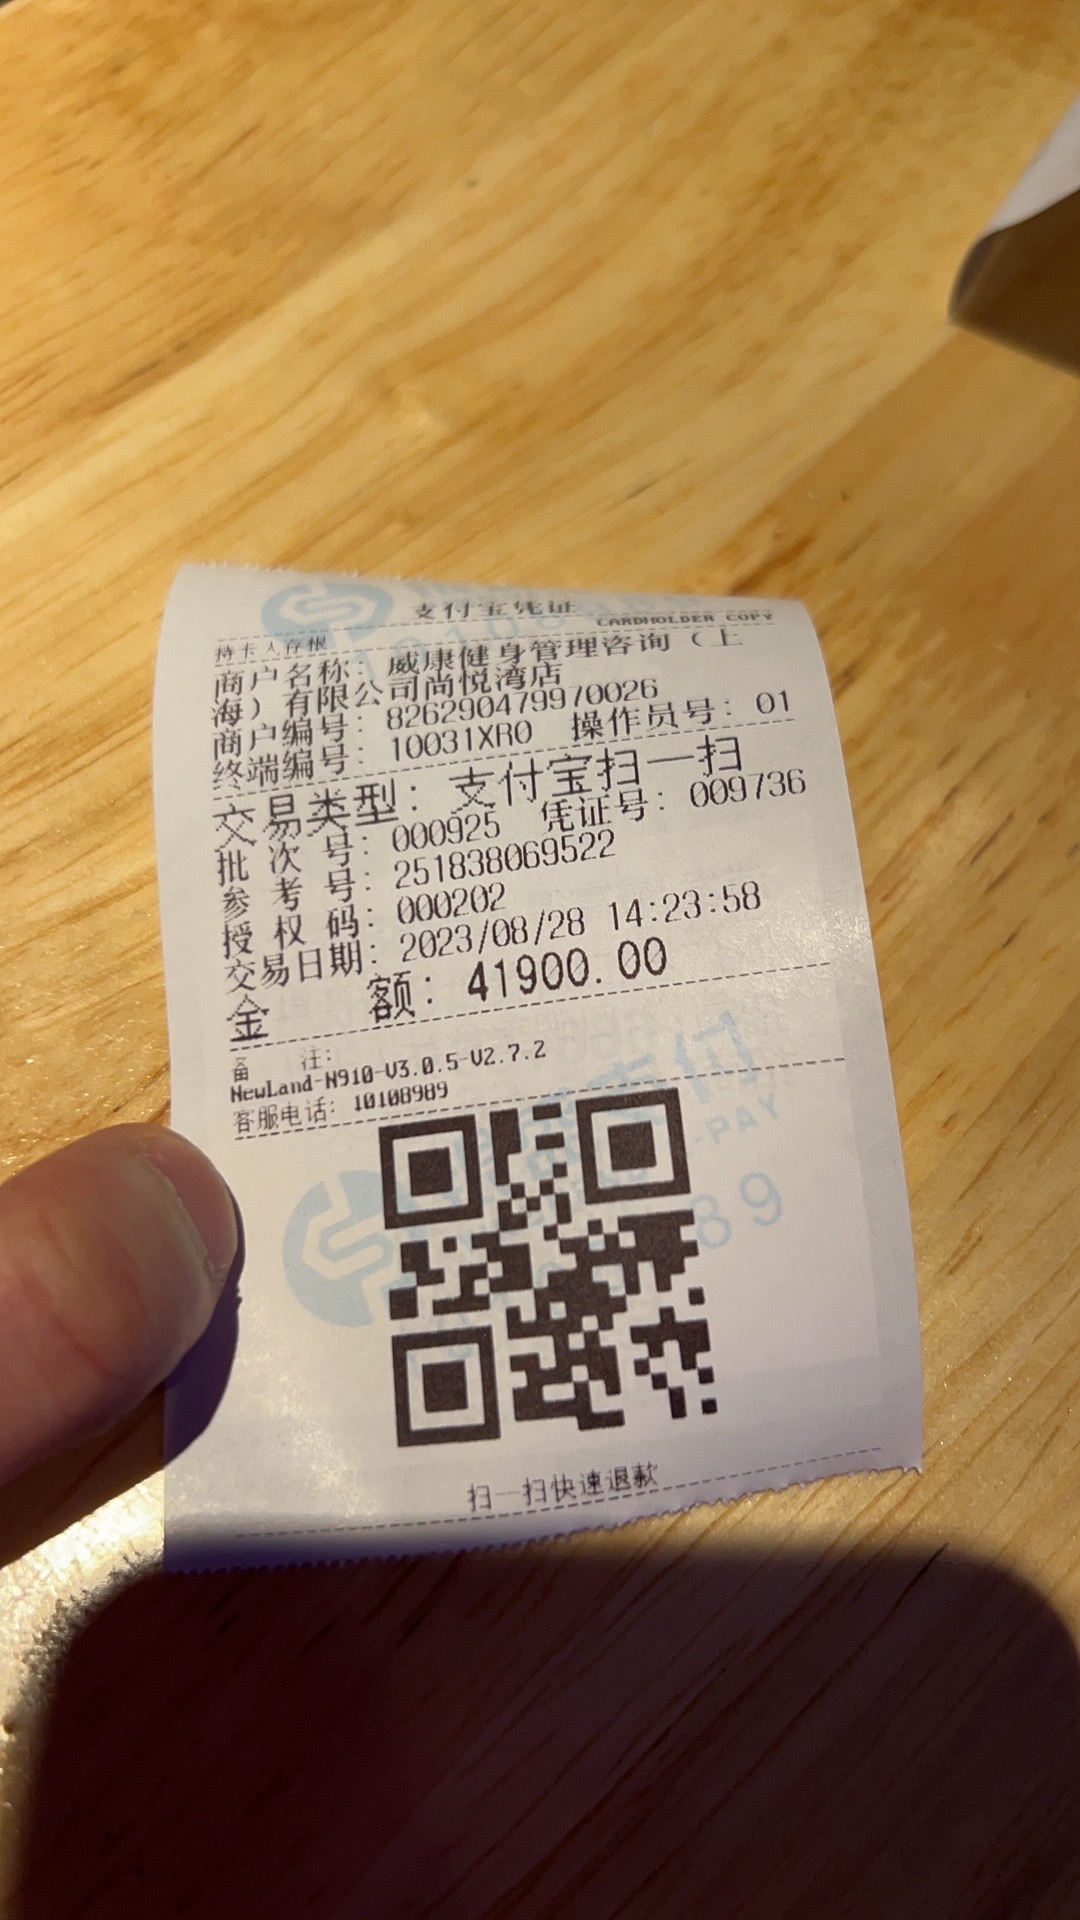 支付宝凭证
CARDHOLDER COPY
持卡人存根
商户名称: 威康健身管理咨询（上
海）有限公司尚悦湾店
商户编号: 826290479970026
终端编号: 10031XR0 操作员号: 01
交易类型: 支付宝扫一扫
批次号: 000925 凭证号: 009736
参考号: 251838069522
授权码: 000202
交易日期: 2023/08/28 14:23:58
金额: 41900.00
备注:
NewLand-N910-V3.0.5-V2.7.2
客服电话: 10108989
支付
-PAY
89
扫一扫快速退款